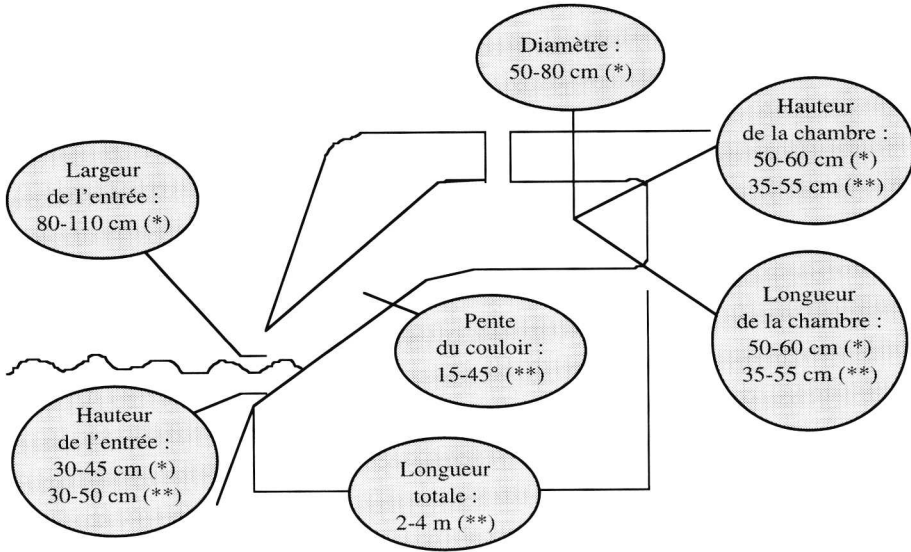 Diamètre :
50-80 cm (*)
Hauteur
de la chambre :
50-60 cm (*)
35-55 cm (**)
Largeur
de l'entrée :
80-110 cm (*)
Longueur
de la chambre :
50-60 cm (*)
35-55 cm (**)
Pente
du couloir :
15-45° (**)
Hauteur
de l'entrée :
30-45 cm (*)
30-50 cm (**)
Longueur
totale :
2-4 m (**)